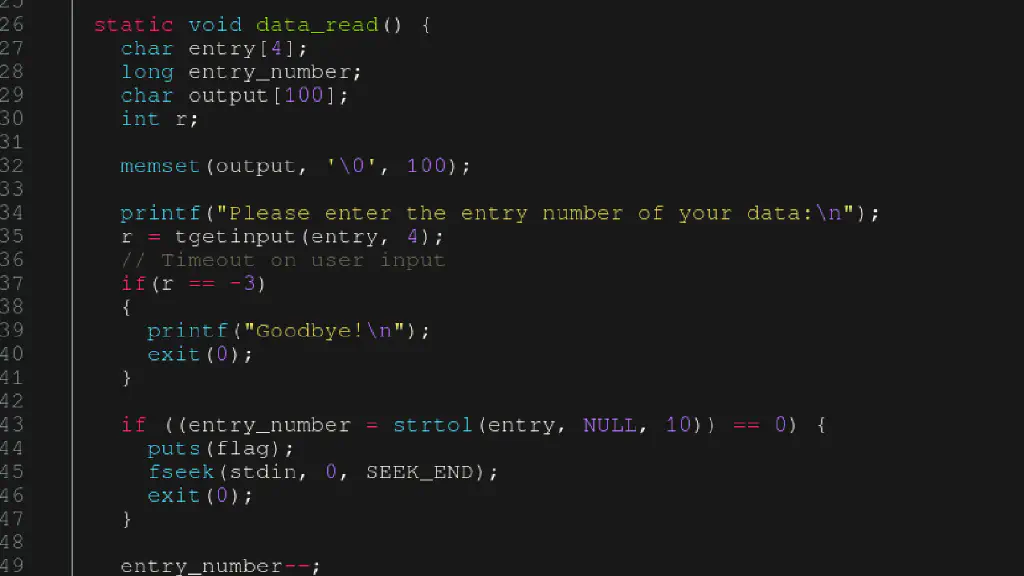 25
26 static void data_read() {
27 char entry[4];
28 long entry_number;
29 char output[100];
30 int r;
31
32 memset(output, '\0', 100);
33
34 printf("Please enter the entry number of your data:\n");
35 r = tgetinput(entry, 4);
36 // Timeout on user input
37 if(r == -3)
38 {
39 printf("Goodbye!\n");
40 exit(0);
41 }
42
43 if ((entry_number = strtol(entry, NULL, 10)) == 0) {
44 puts(flag);
45 fseek(stdin, 0, SEEK_END);
46 exit(0);
47 }
48
49 entry_number--;